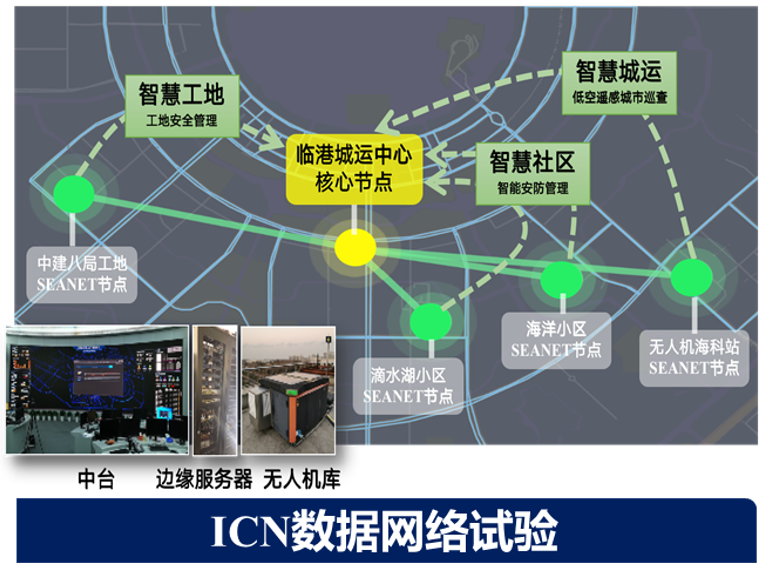 智慧工地
工地安全管理
智慧城运
低空遥感城市巡查
临港城运中心
核心节点
智慧社区
智能安防管理
中建八局工地
SEANET节点
滴水湖小区
SEANET节点
海洋小区
SEANET节点
无人机海科站
SEANET节点
中台
边缘服务器
无人机库
ICN数据网络试验